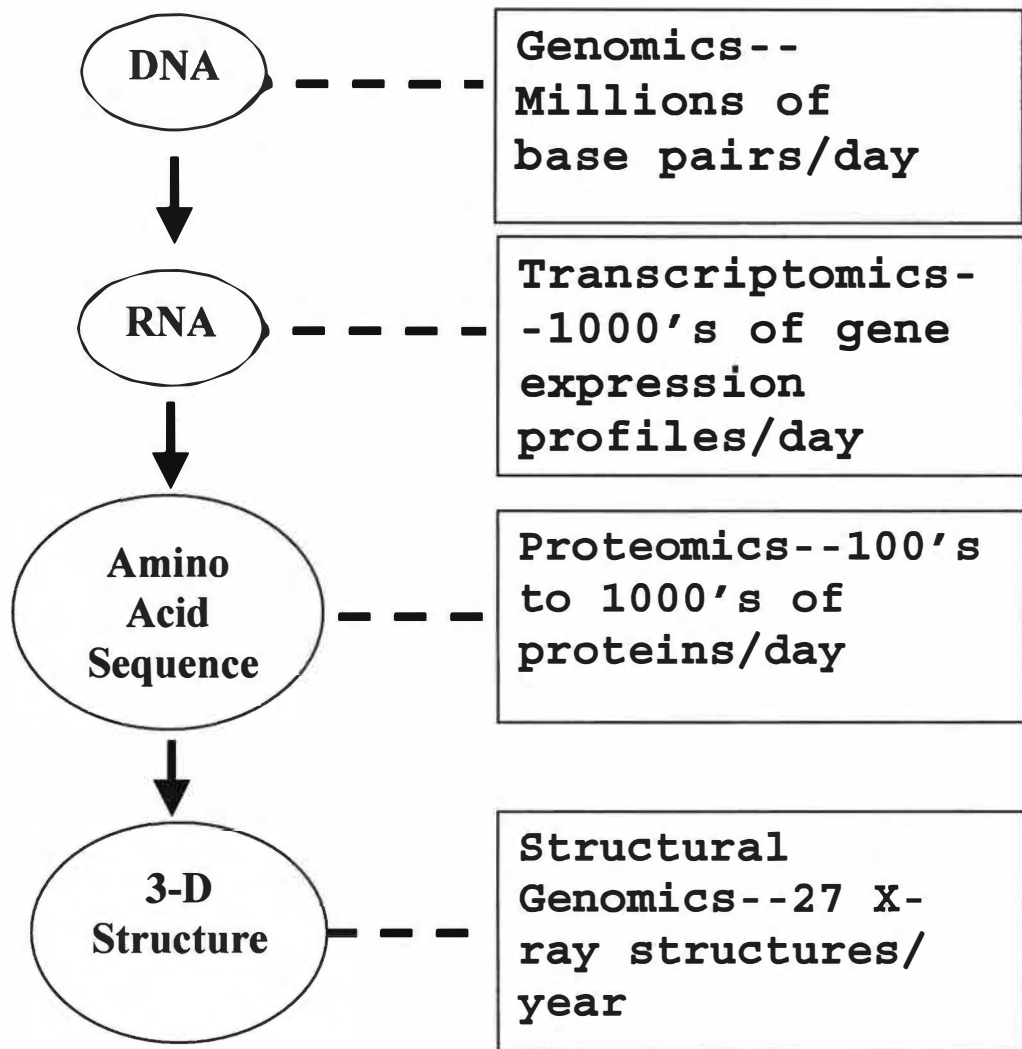 DNA
Genomics--
Millions of
base pairs/day
RNA
Transcriptomics-
-1000's of gene
expression
profiles/day
Amino
Acid
Sequence
Proteomics--100's
to 1000's of
proteins/day
3-D
Structure
Structural
Genomics--27 X-
ray structures/
year